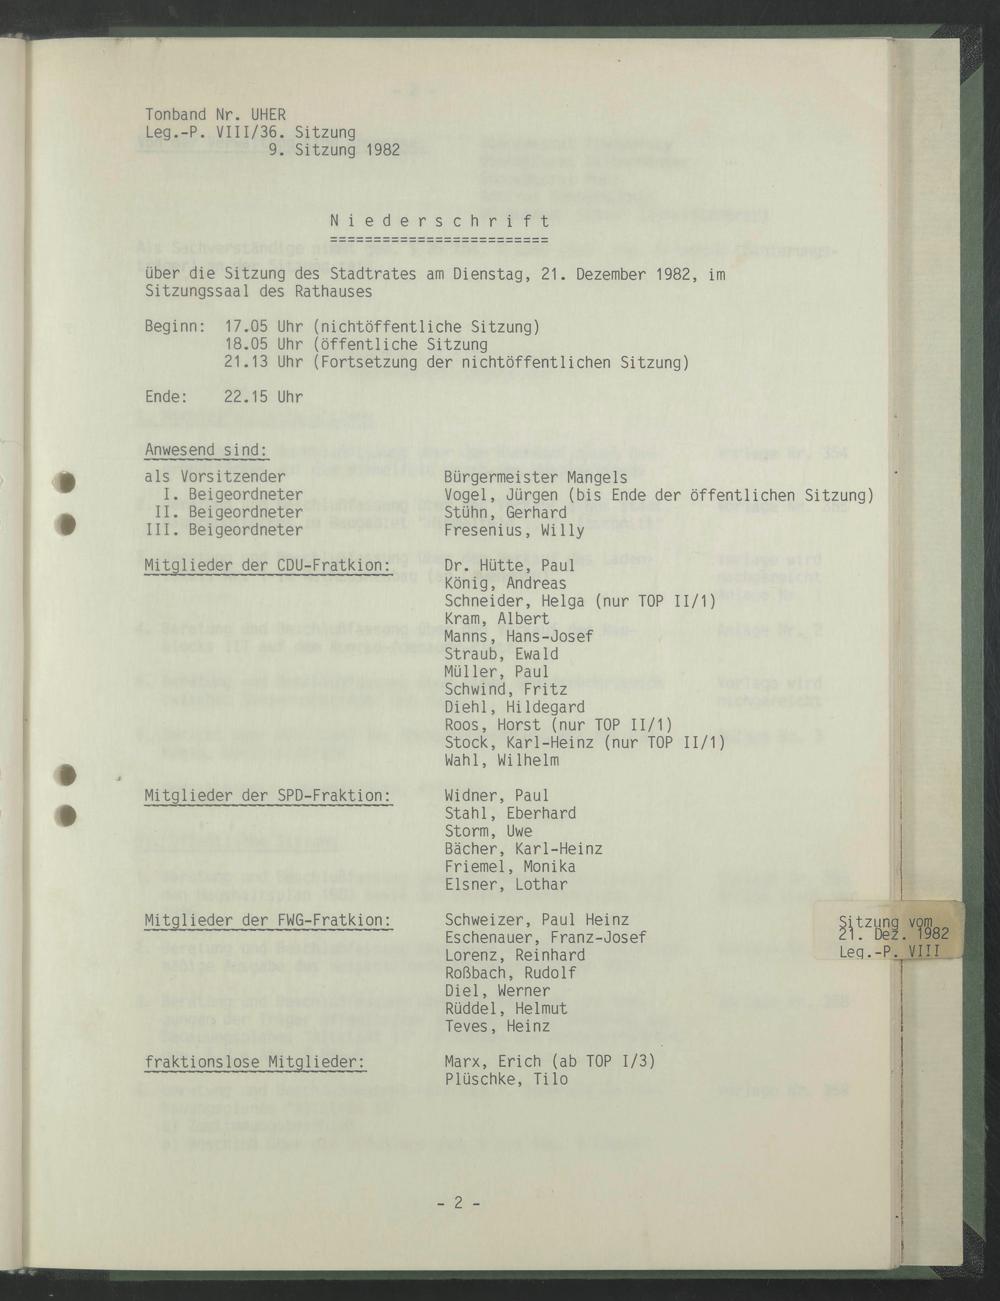 Tonband Nr. UHER
Leg.-P. VIII/36. Sitzung
9. Sitzung 1982
N i e d e r s c h r i f t
=========================
über die Sitzung des Stadtrates am Dienstag, 21. Dezember 1982, im
Sitzungssaal des Rathauses
Beginn: 17.05 Uhr (nichtöffentliche Sitzung)
18.05 Uhr (öffentliche Sitzung
21.13 Uhr (Fortsetzung der nichtöffentlichen Sitzung)
Ende: 22.15 Uhr
Anwesend sind:
als Vorsitzender Bürgermeister Mangels
I. Beigeordneter Vogel, Jürgen (bis Ende der öffentlichen Sitzung)
II. Beigeordneter Stühn, Gerhard
III. Beigeordneter Fresenius, Willy
Mitglieder der CDU-Fratkion: Dr. Hütte, Paul
König, Andreas
Schneider, Helga (nur TOP II/1)
Kram, Albert
Manns, Hans-Josef
Straub, Ewald
Müller, Paul
Schwind, Fritz
Diehl, Hildegard
Roos, Horst (nur TOP II/1)
Stock, Karl-Heinz (nur TOP II/1)
Wahl, Wilhelm
Mitglieder der SPD-Fraktion: Widner, Paul
Stahl, Eberhard
Storm, Uwe
Bächer, Karl-Heinz
Friemel, Monika
Elsner, Lothar
Mitglieder der FWG-Fratkion: Schweizer, Paul Heinz
Eschenauer, Franz-Josef
Lorenz, Reinhard
Roßbach, Rudolf
Diel, Werner
Rüddel, Helmut
Teves, Heinz
fraktionslose Mitglieder: Marx, Erich (ab TOP I/3)
Plüschke, Tilo
- 2 -
Sitzung vom
21. Dez. 1982
Leg.-P. VIII